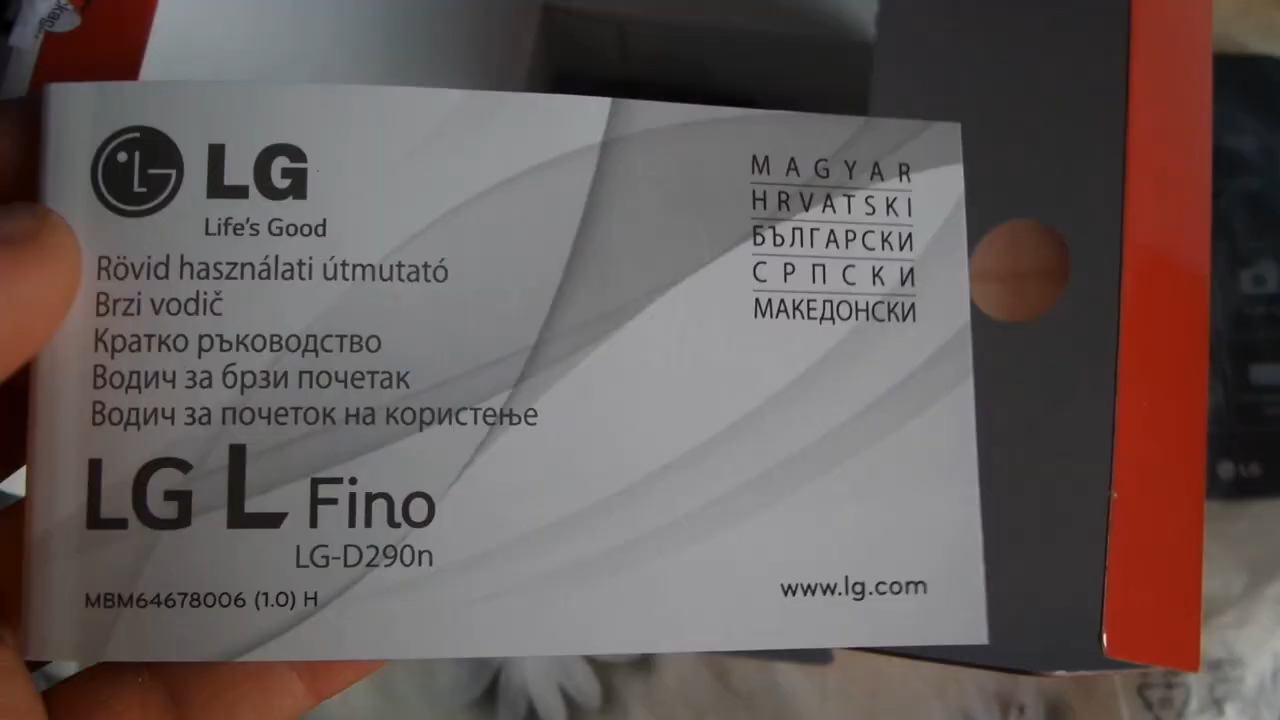 LG
Life's Good
Rövid használati útmutató
Brzi vodič
Кратко ръководство
Водич за брзи почетак
Водич за почеток на користење
LG L Fino
LG-D290n
MBM64678006 (1.0) H
MAGYAR
HRVATSKI
БЪЛГАРСКИ
СРПСКИ
МАКЕДОНСКИ
www.lg.com
LG